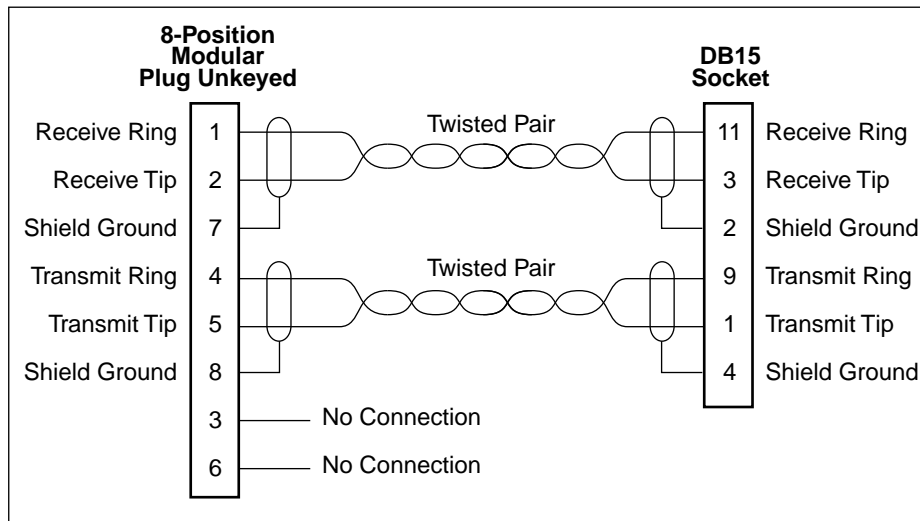 8-Position
Modular
Plug Unkeyed
DB15
Socket
Receive Ring 1 Twisted Pair 11 Receive Ring
Receive Tip 2 3 Receive Tip
Shield Ground 7 2 Shield Ground
Transmit Ring 4 Twisted Pair 9 Transmit Ring
Transmit Tip 5 1 Transmit Tip
Shield Ground 8 4 Shield Ground
3 No Connection
6 No Connection